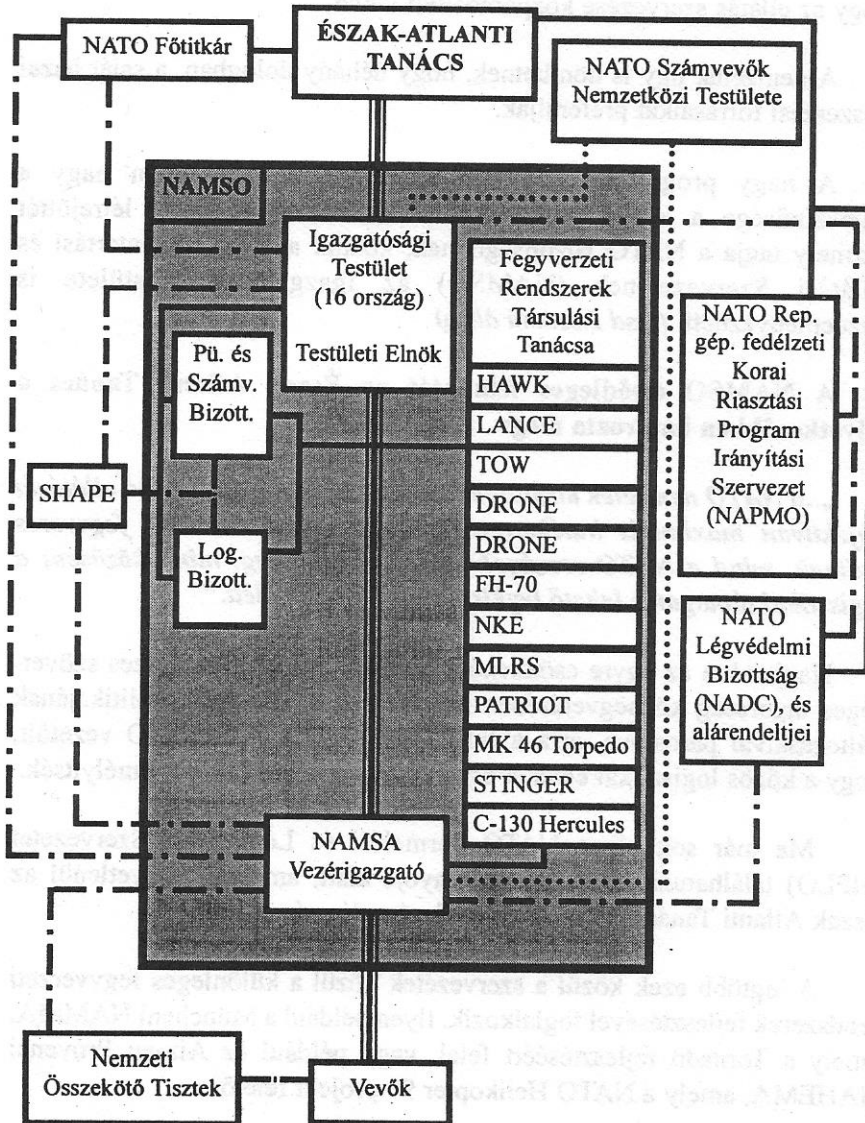 NATO Főtitkár
ÉSZAK-ATLANTI
TANÁCS
NATO Számvevők
Nemzetközi Testülete
NAMSO
Igazgatósági
Testület
(16 ország)
Testületi Elnök
Fegyverzeti
Rendszerek
Társulási
Tanácsa
HAWK
LANCE
TOW
DRONE
DRONE
FH-70
NKE
MLRS
PATRIOT
MK 46 Torpedo
STINGER
C-130 Hercules
Pü. és
Számv.
Bizott.
SHAPE
Log.
Bizott.
NATO Rep.
gép. fedélzeti
Korai
Riasztási
Program
Irányítási
Szervezet
(NAPMO)
NATO
Légvédelmi
Bizottság
(NADC), és
alárendeltjei
NAMSA
Vezérigazgató
Nemzeti
Összekötő Tisztek
Vevők